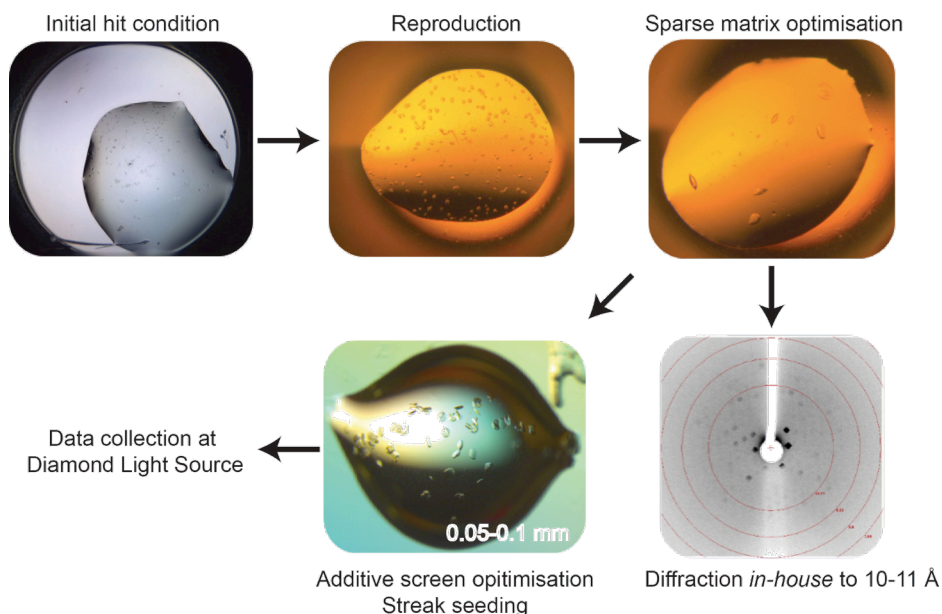 Initial hit condition
Reproduction
Sparse matrix optimisation
Data collection at
Diamond Light Source
0.05-0.1 mm
Additive screen opitimisation
Streak seeding
Diffraction in-house to 10-11 Å